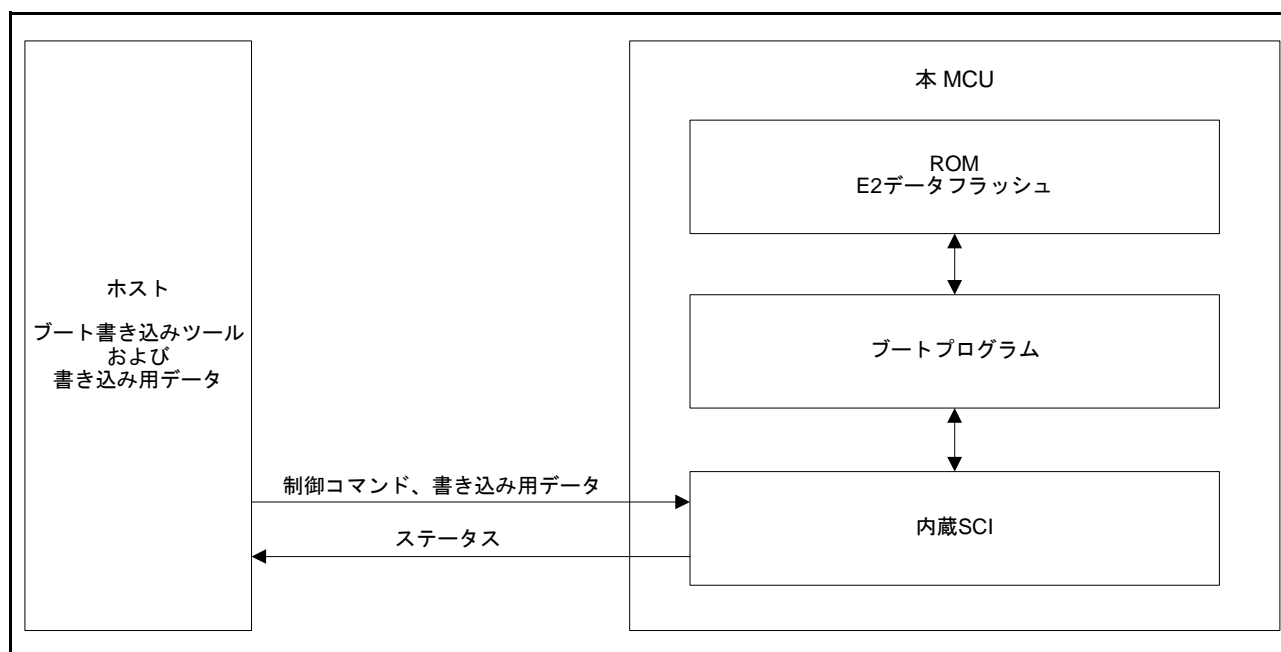 本 MCU
ROM
E2データフラッシュ
ホスト
ブート書き込みツール
および
書き込み用データ
ブートプログラム
制御コマンド、書き込み用データ
ステータス
内蔵SCI